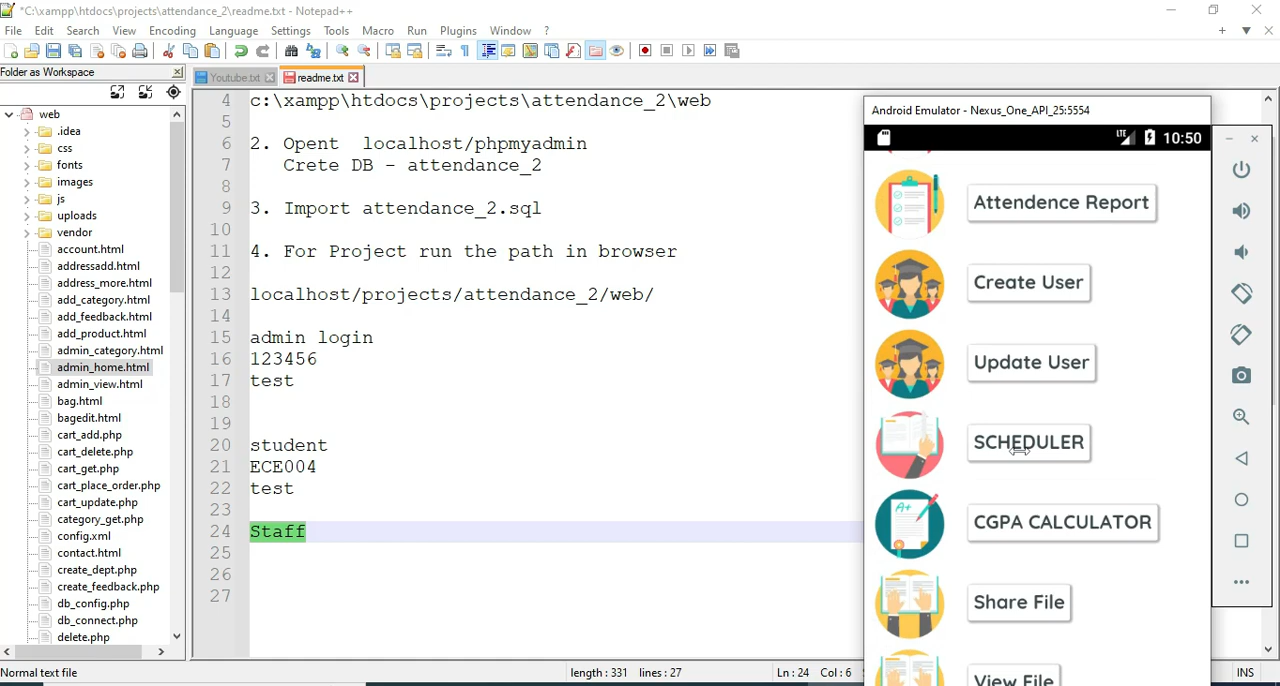 *C:\xampp\htdocs\projects\attendance_2\readme.txt - Notepad++
File Edit Search View Encoding Language Settings Tools Macro Run Plugins Window ?
Folder as Workspace
Youtube.txt readme.txt
web
.idea
css
fonts
images
js
uploads
vendor
account.html
addressadd.html
address_more.html
add_category.html
add_feedback.html
add_product.html
admin_category.html
admin_home.html
admin_view.html
bag.html
bagedit.html
cart_add.php
cart_delete.php
cart_get.php
cart_place_order.php
cart_update.php
category_get.php
config.xml
contact.html
create_dept.php
create_feedback.php
db_config.php
db_connect.php
delete.php
4 c:\xampp\htdocs\projects\attendance_2\web
5
6 2. Opent  localhost/phpmyadmin
7 Crete DB - attendance_2
8
9 3. Import attendance_2.sql
10
11 4. For Project run the path in browser
12
13 localhost/projects/attendance_2/web/
14
15 admin login
16 123456
17 test
18
19
20 student
21 ECE004
22 test
23
24 Staff
25
26
27
Android Emulator - Nexus_One_API_25:5554
LTE 10:50
Attendence Report
Create User
Update User
SCHEDULER
CGPA CALCULATOR
A+
Share File
View File
Normal text file length : 331 lines : 27 Ln : 24 Col : 6 INS